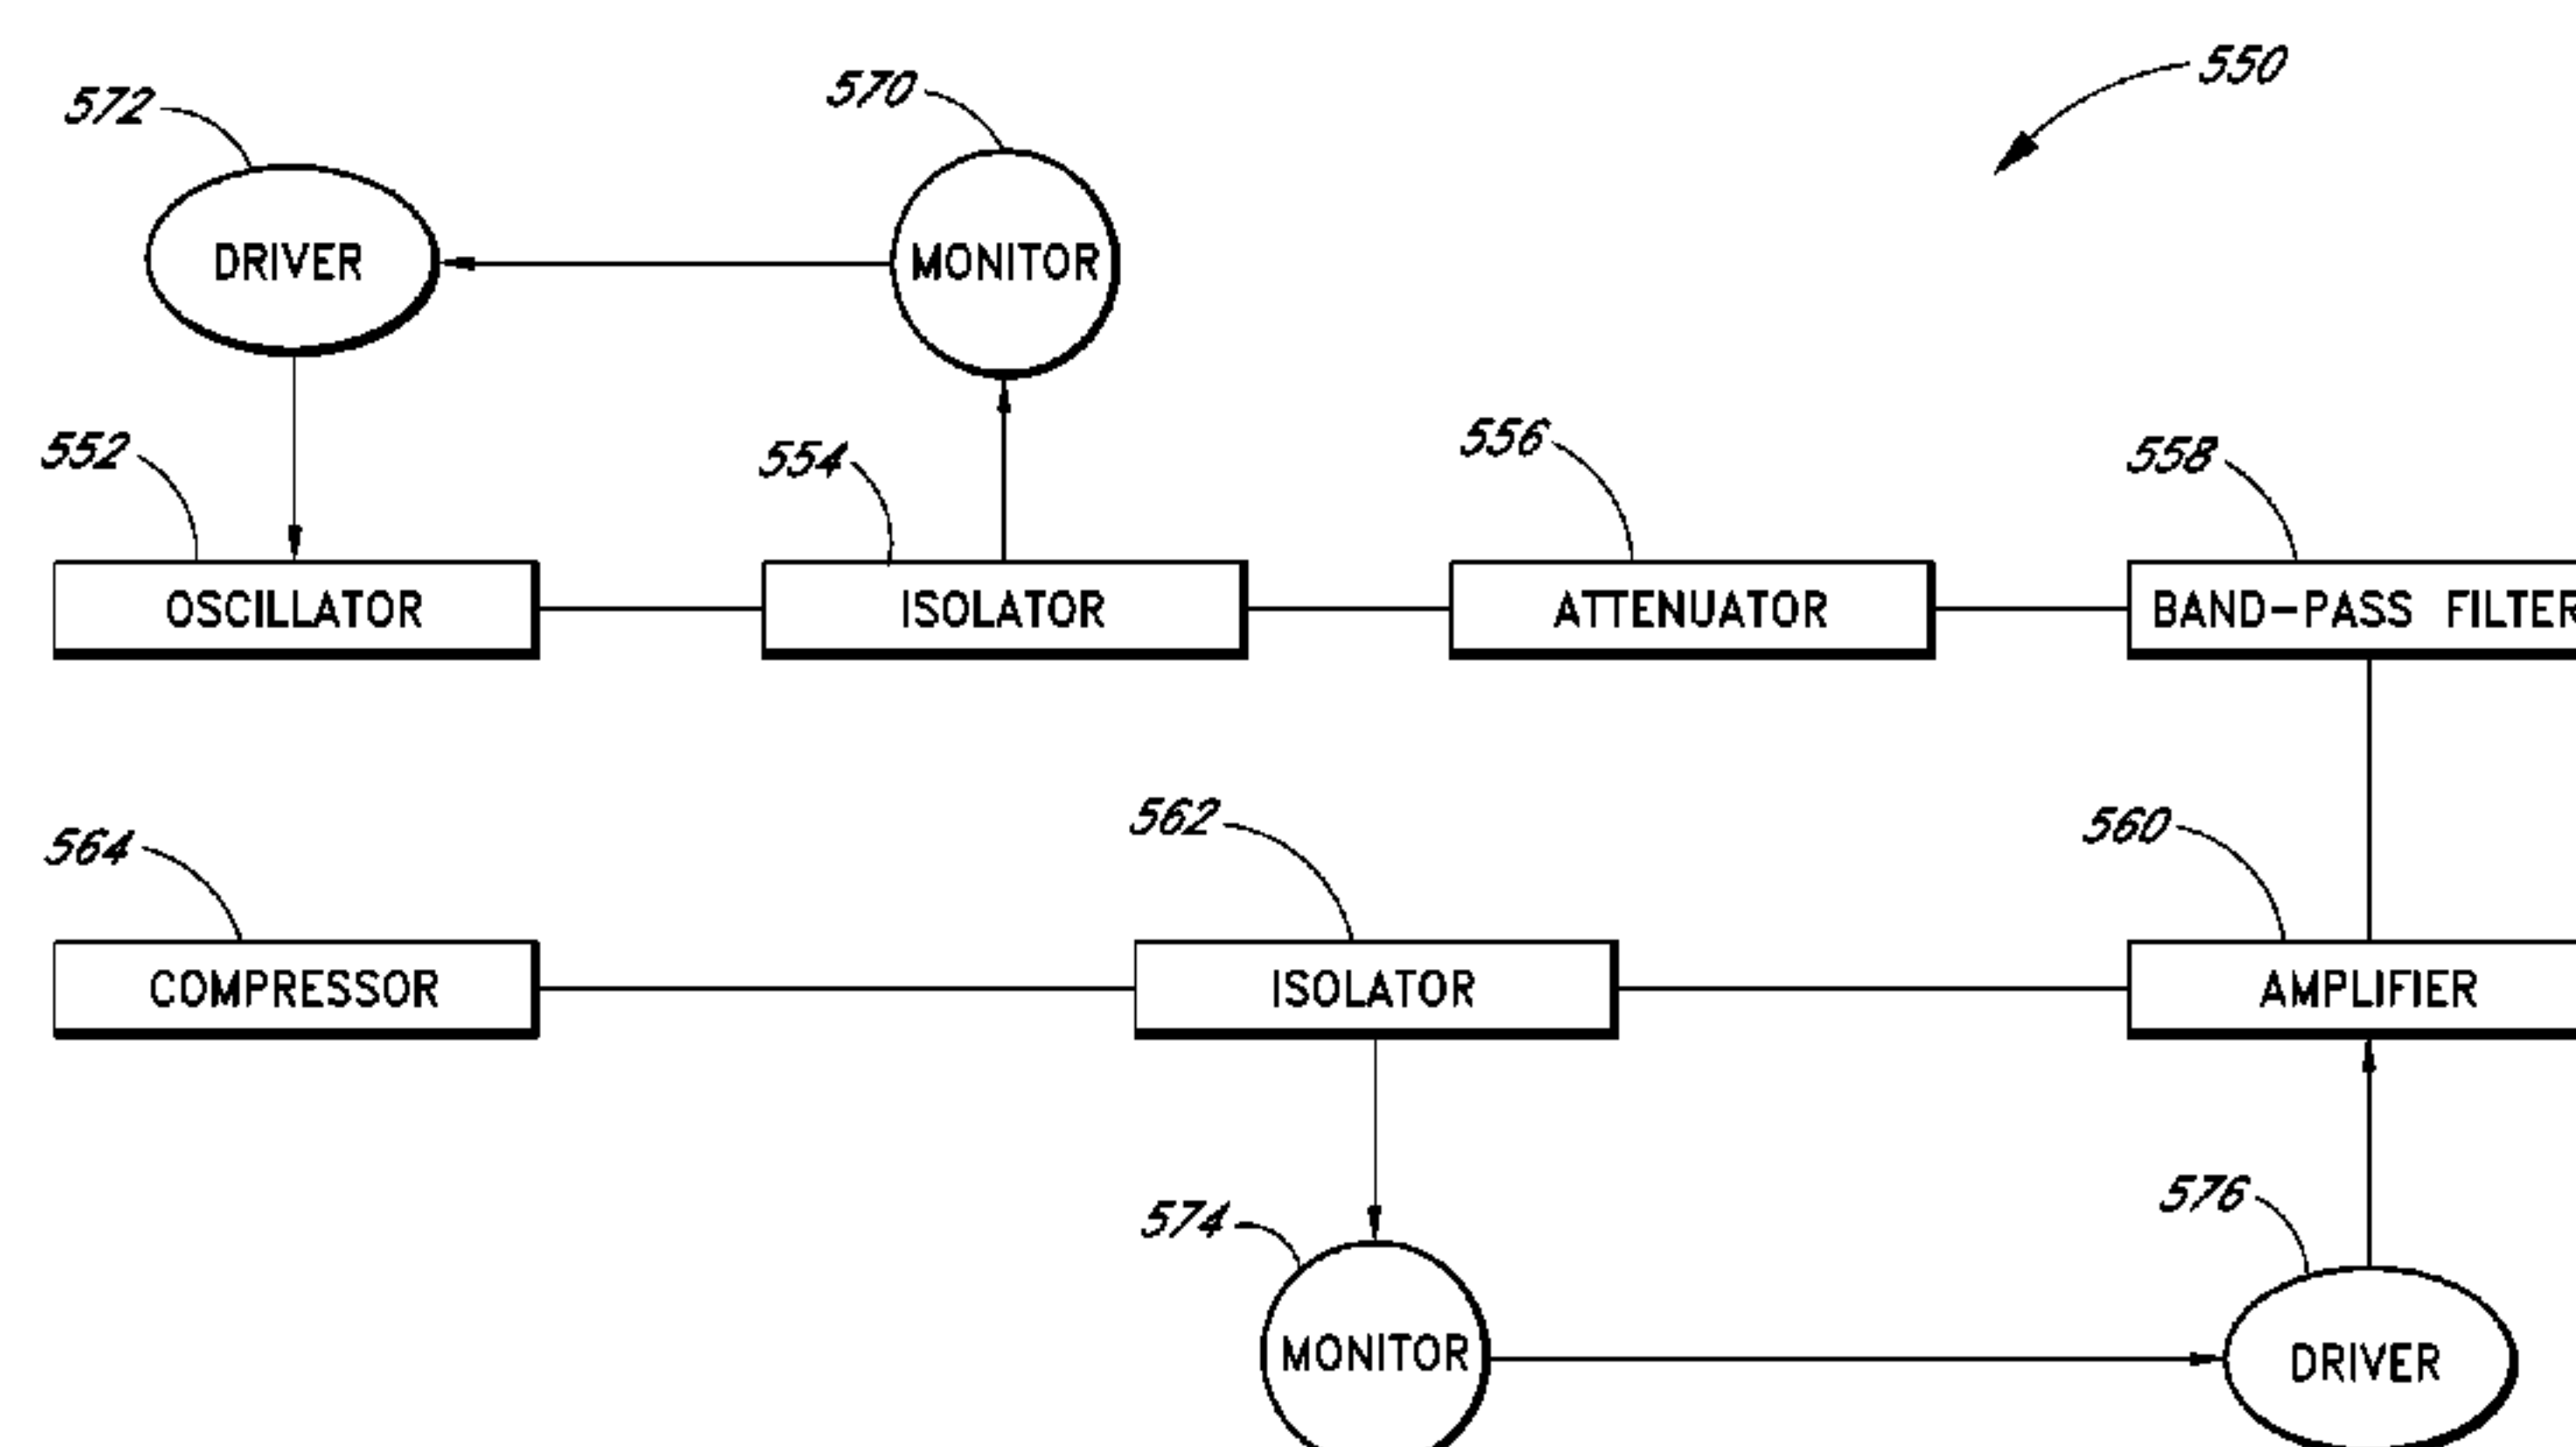 550
572
570
DRIVER
MONITOR
552
554
556
558
OSCILLATOR
ISOLATOR
ATTENUATOR
BAND-PASS FILTER
564
562
560
COMPRESSOR
ISOLATOR
AMPLIFIER
574
576
MONITOR
DRIVER